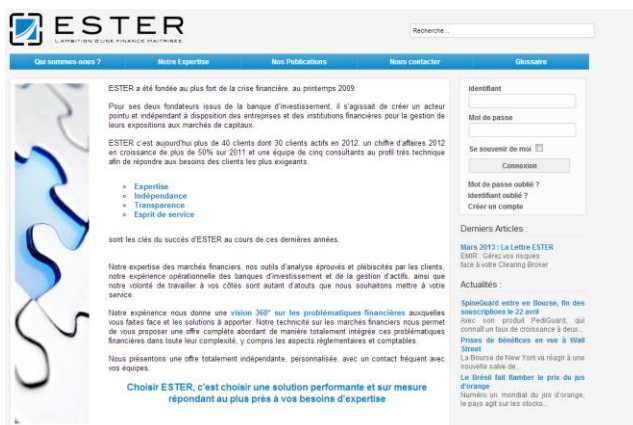 ESTER
L'AMBITION D'UNE FINANCE MAITRISÉE
Recherche...
Qui sommes-nous ? Notre Expertise Nos Publications Nous contacter Glossaire
ESTER a été fondée au plus fort de la crise financière, au printemps 2009.
Pour ses deux fondateurs issus de la banque d'investissement, il s'agissait de créer un acteur
pointu et indépendant à disposition des entreprises et des institutions financières pour la gestion de
leurs expositions aux marchés de capitaux.
ESTER c'est aujourd'hui plus de 40 clients dont 30 clients actifs en 2012, un chiffre d'affaires 2012
en croissance de plus de 50% sur 2011 et une équipe de cinq consultants au profil très technique
afin de répondre aux besoins des clients les plus exigeants.
Expertise
Indépendance
Transparence
Esprit de service
sont les clés du succès d'ESTER au cours de ces dernières années.
Notre expertise des marchés financiers, nos outils d'analyse éprouvés et plébiscités par les clients,
notre expérience opérationnelle des banques d'investissement et de la gestion d'actifs, ainsi que
notre volonté de travailler à vos côtés sont autant d'atouts que nous souhaitons mettre à votre
service.
Notre expérience nous donne une vision 360° sur les problématiques financières auxquelles
vous faites face et les solutions à apporter. Notre technicité sur les marchés financiers nous permet
de vous proposer une offre complète abordant de manière totalement intégrée ces problématiques
financières dans toute leur complexité, y compris les aspects réglementaires et comptables.
Nous présentons une offre totalement indépendante, personnalisée, avec un contact fréquent avec
vos équipes.
Choisir ESTER, c'est choisir une solution performante et sur mesure
répondant au plus près à vos besoins d'expertise
Identifiant
Mot de passe
Se souvenir de moi
Connexion
Mot de passe oublié ?
Identifiant oublié ?
Créer un compte
Derniers Articles :
Mars 2013 : La Lettre ESTER
EMIR : Gérez vos risques
face à votre Clearing Broker
Actualités :
SpineGuard entre en Bourse, fin des
souscriptions le 22 avril
Avec son produit PediGuard, qui
connaît un taux de croissance à deux...
Prises de bénéfices en vue à Wall
Street
La Bourse de New York va réagir à une
nouvelle salve de...
Le Brésil fait flamber le prix du jus
d'orange
Numéro un mondial du jus d'orange,
le pays agit sur les stocks...